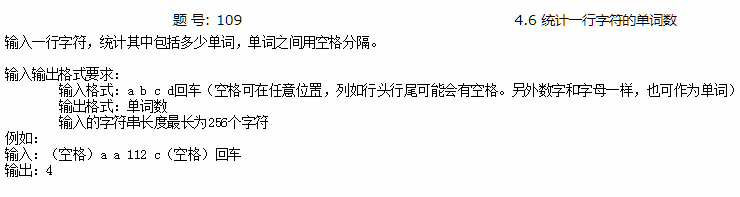 题 号: 109 4.6 统计一行字符的单词数
输入一行字符，统计其中包括多少单词，单词之间用空格分隔。
输入输出格式要求：
输入格式：a b c d回车（空格可在任意位置，列如行头行尾可能会有空格。另外数字和字母一样，也可作为单词）
输出格式：单词数
输入的字符串长度最长为256个字符
例如：
输入：（空格）a a 112 c（空格）回车
输出：4